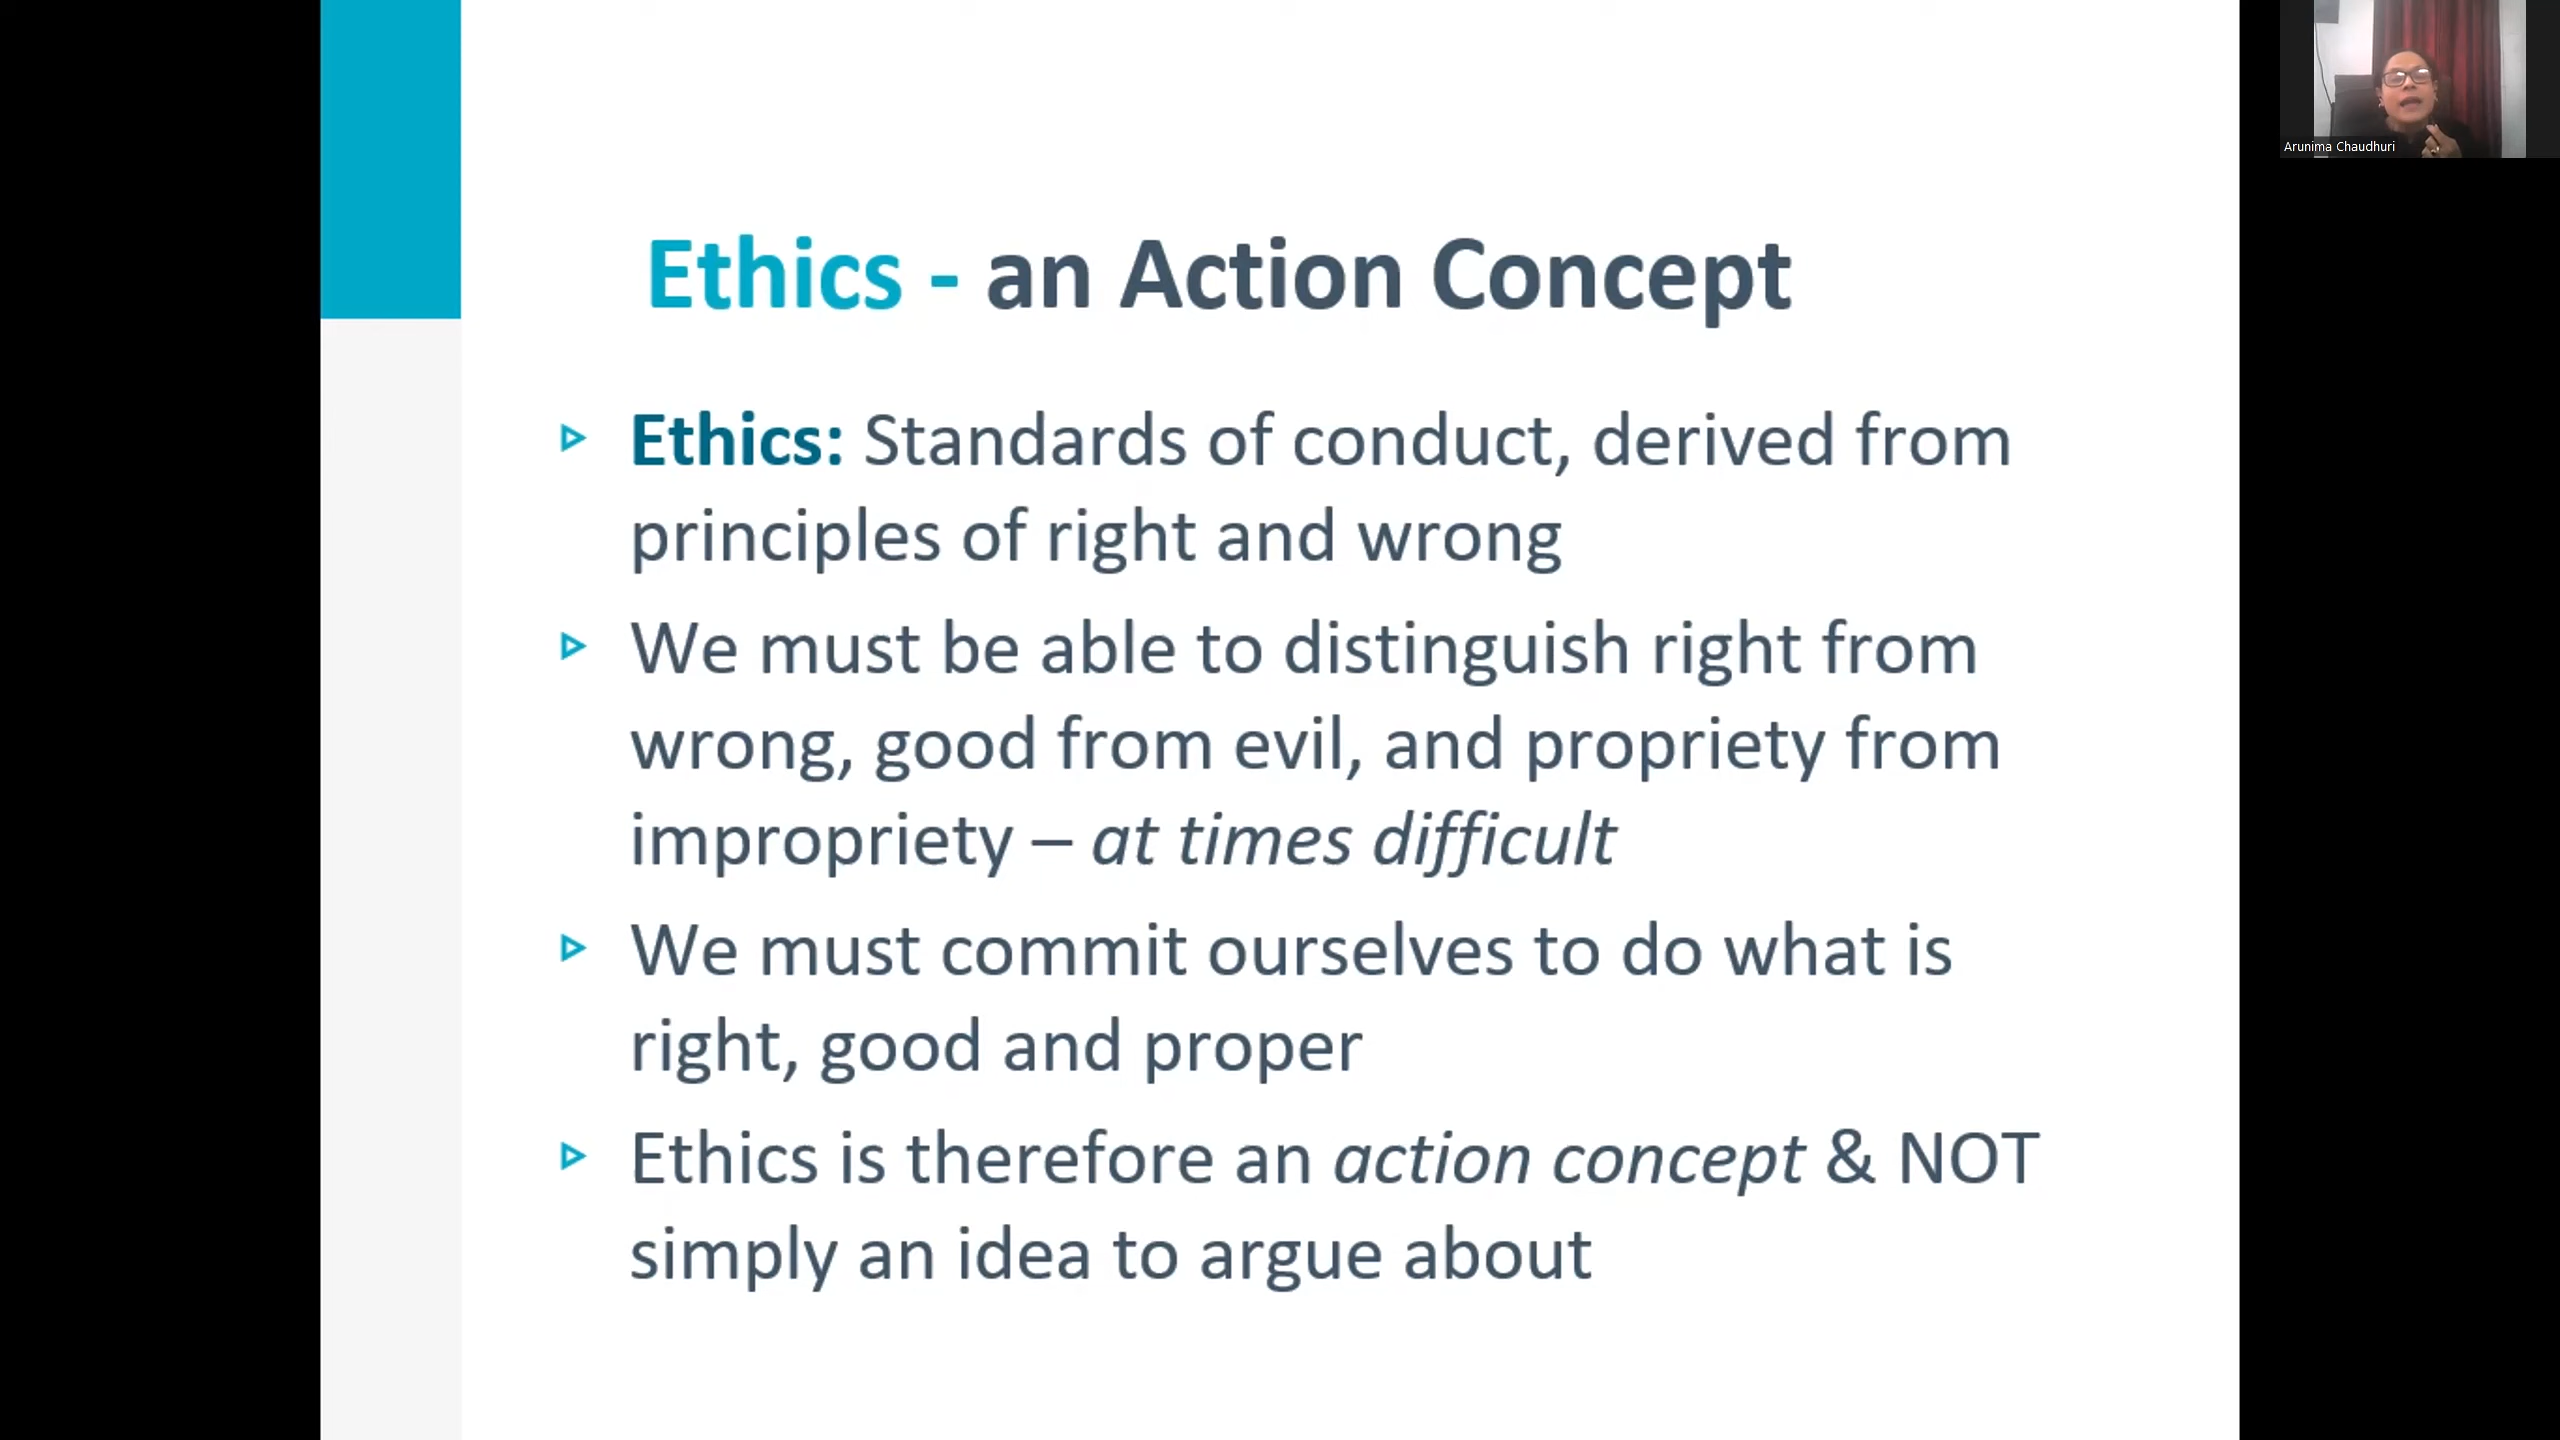 Ethics - an Action Concept
Ethics: Standards of conduct, derived from
principles of right and wrong
We must be able to distinguish right from
wrong, good from evil, and propriety from
impropriety – at times difficult
We must commit ourselves to do what is
right, good and proper
Ethics is therefore an action concept & NOT
simply an idea to argue about
Arunima Chaudhuri